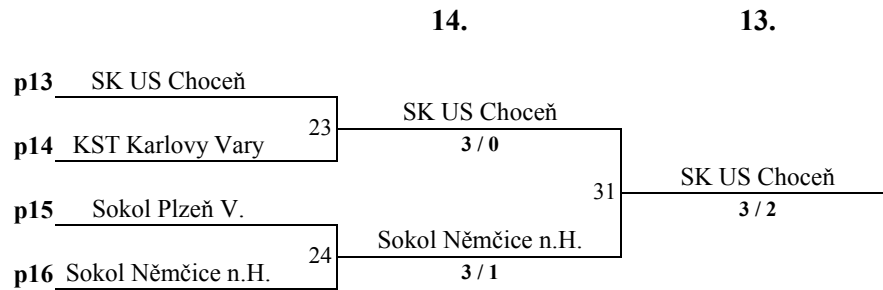 14. 13.
p13 SK US Choceň
23 SK US Choceň
p14 KST Karlovy Vary 3 / 0
31 SK US Choceň
p15 Sokol Plzeň V. 3 / 2
24 Sokol Němčice n.H.
p16 Sokol Němčice n.H. 3 / 1